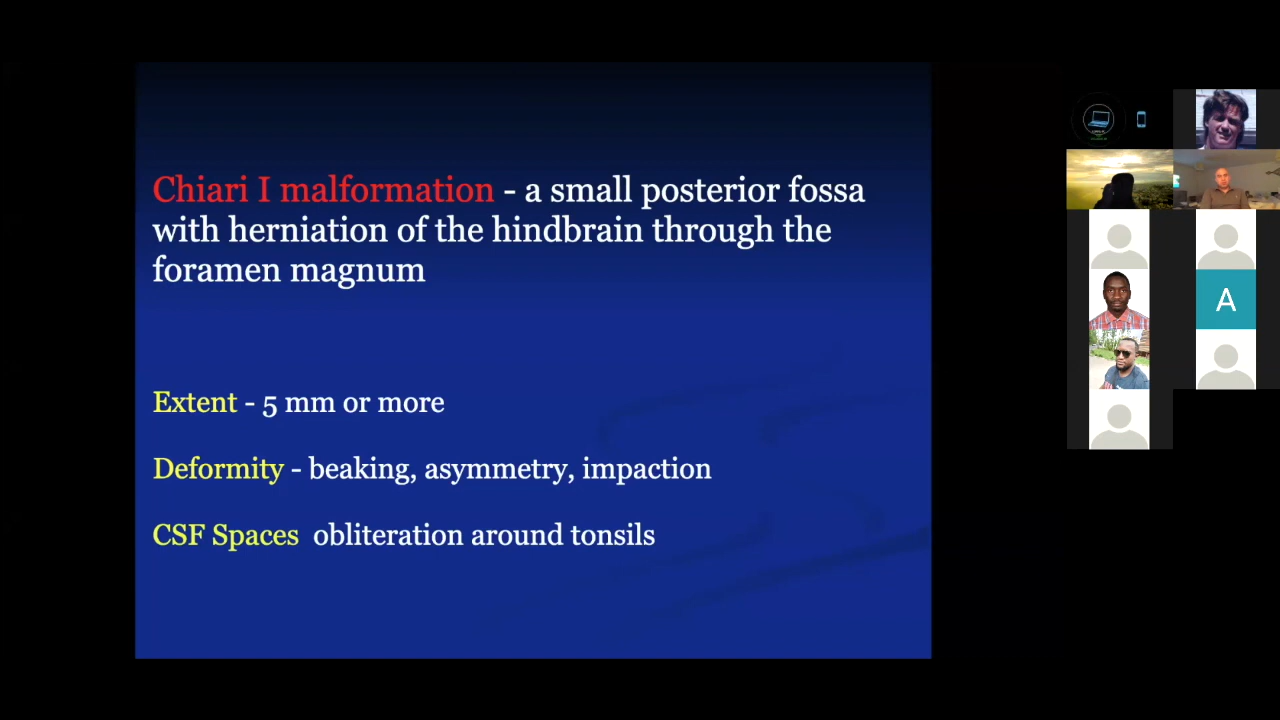 Chiari I malformation - a small posterior fossa
with herniation of the hindbrain through the
foramen magnum
Extent - 5 mm or more
Deformity - beaking, asymmetry, impaction
CSF Spaces obliteration around tonsils
A